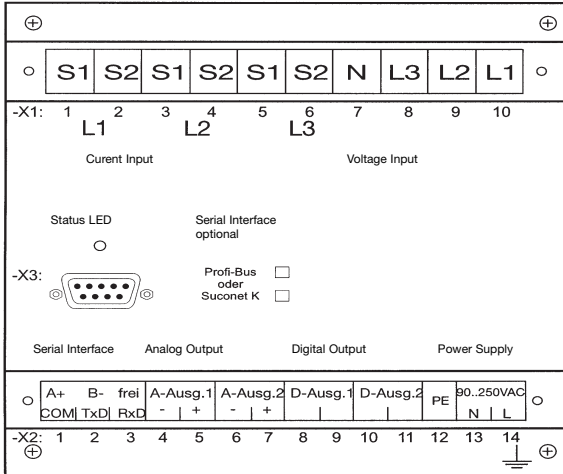 S1 S2 S1 S2 S1 S2 N L3 L2 L1
-X1: 1 2 3 4 5 6 7 8 9 10
L1 L2 L3
Curent Input Voltage Input
Status LED Serial Interface
optional
-X3: Profi-Bus
oder
Suconet K
Serial Interface Analog Output Digital Output Power Supply
A+ B- frei A-Ausg.1 A-Ausg.2 D-Ausg.1 D-Ausg.2 PE 90..250VAC
COM TxD RxD - + - + N L
-X2: 1 2 3 4 5 6 7 8 9 10 11 12 13 14